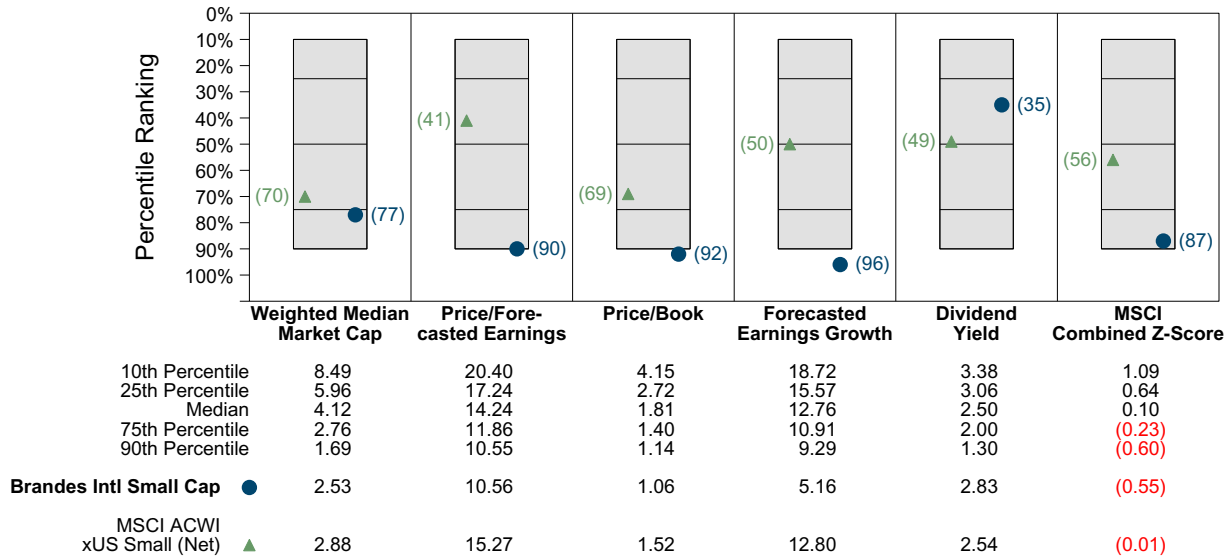 Percentile Ranking
0%
10%
20%
30%
40%
50%
60%
70%
80%
90%
100%
(70)
(77)
(41)
(90)
(69)
(92)
(50)
(96)
(49)
(35)
(56)
(87)
Weighted Median
Market Cap
Price/Fore-
casted Earnings
Price/Book
Forecasted
Earnings Growth
Dividend
Yield
MSCI
Combined Z-Score
10th Percentile 8.49 20.40 4.15 18.72 3.38 1.09
25th Percentile 5.96 17.24 2.72 15.57 3.06 0.64
Median 4.12 14.24 1.81 12.76 2.50 0.10
75th Percentile 2.76 11.86 1.40 10.91 2.00 (0.23)
90th Percentile 1.69 10.55 1.14 9.29 1.30 (0.60)
Brandes Intl Small Cap 2.53 10.56 1.06 5.16 2.83 (0.55)
MSCI ACWI
xUS Small (Net) 2.88 15.27 1.52 12.80 2.54 (0.01)